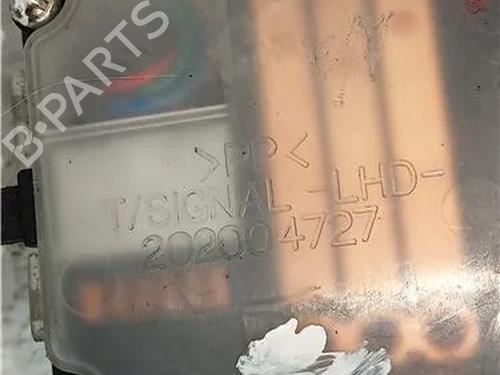 B-PARTS
>PP<
T/SIGNAL -LHD-
202004727